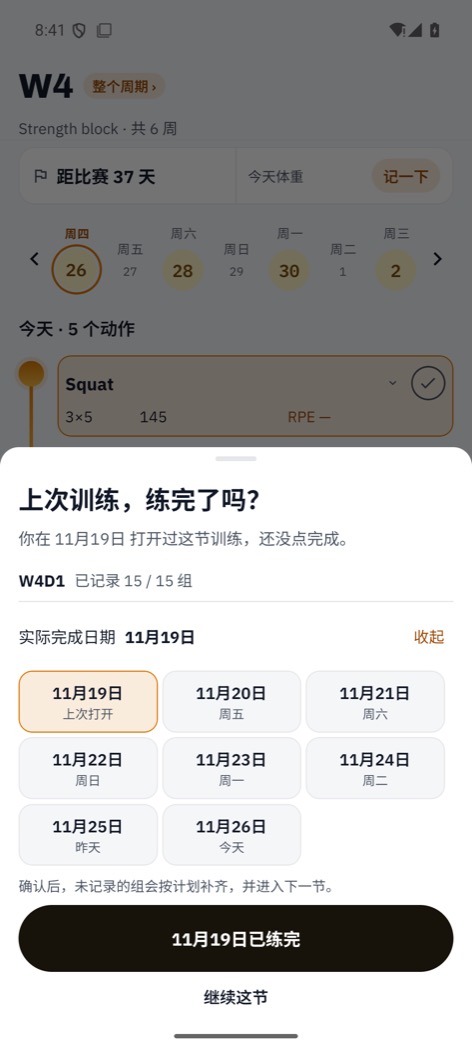 8:41
W4
整个周期 ›
Strength block · 共 6 周
距比赛 37 天
今天体重
记一下
周四 周五 周六 周日 周一 周二 周三
26 27 28 29 30 1 2
今天 · 5 个动作
Squat
3×5 145 RPE —
上次训练，练完了吗？
你在 11月19日 打开过这节训练，还没点完成。
W4D1 已记录 15 / 15 组
实际完成日期 11月19日 收起
11月19日 11月20日 11月21日
上次打开 周五 周六
11月22日 11月23日 11月24日
周日 周一 周二
11月25日 11月26日
昨天 今天
确认后，未记录的组会按计划补齐，并进入下一节。
11月19日已练完
继续这节